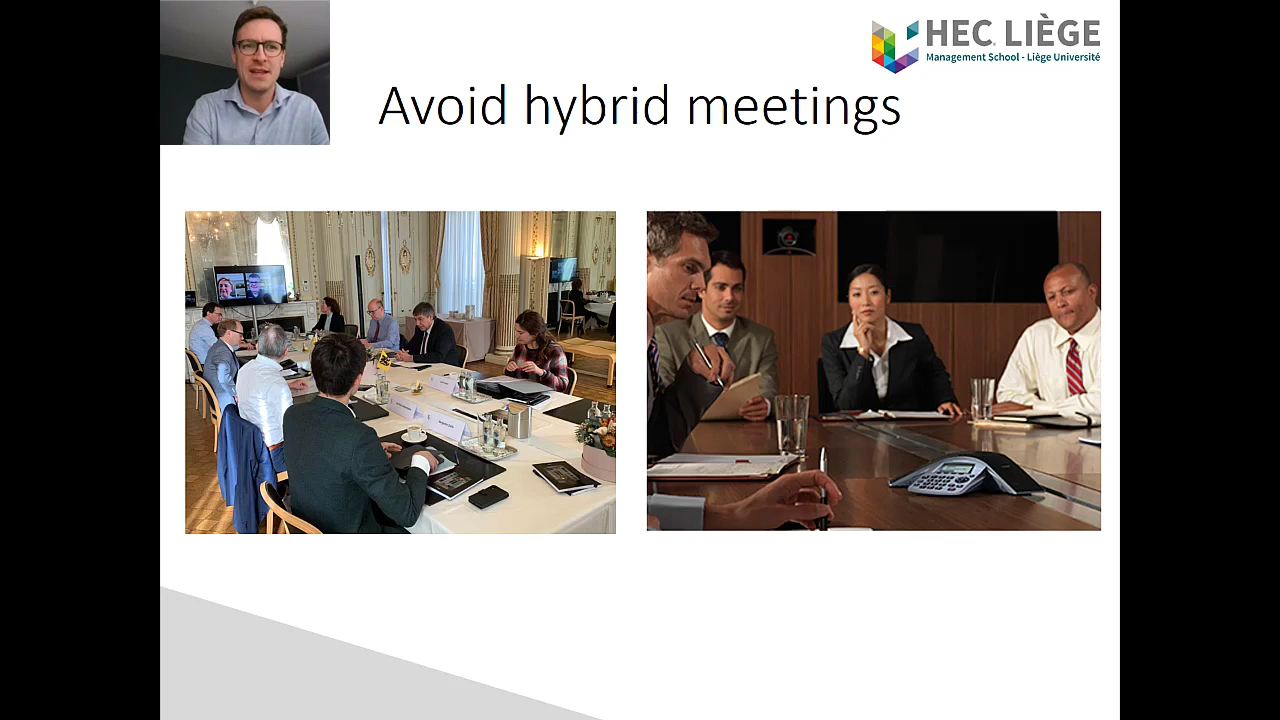 HEC LIÈGE
Management School - Liège Université
Avoid hybrid meetings